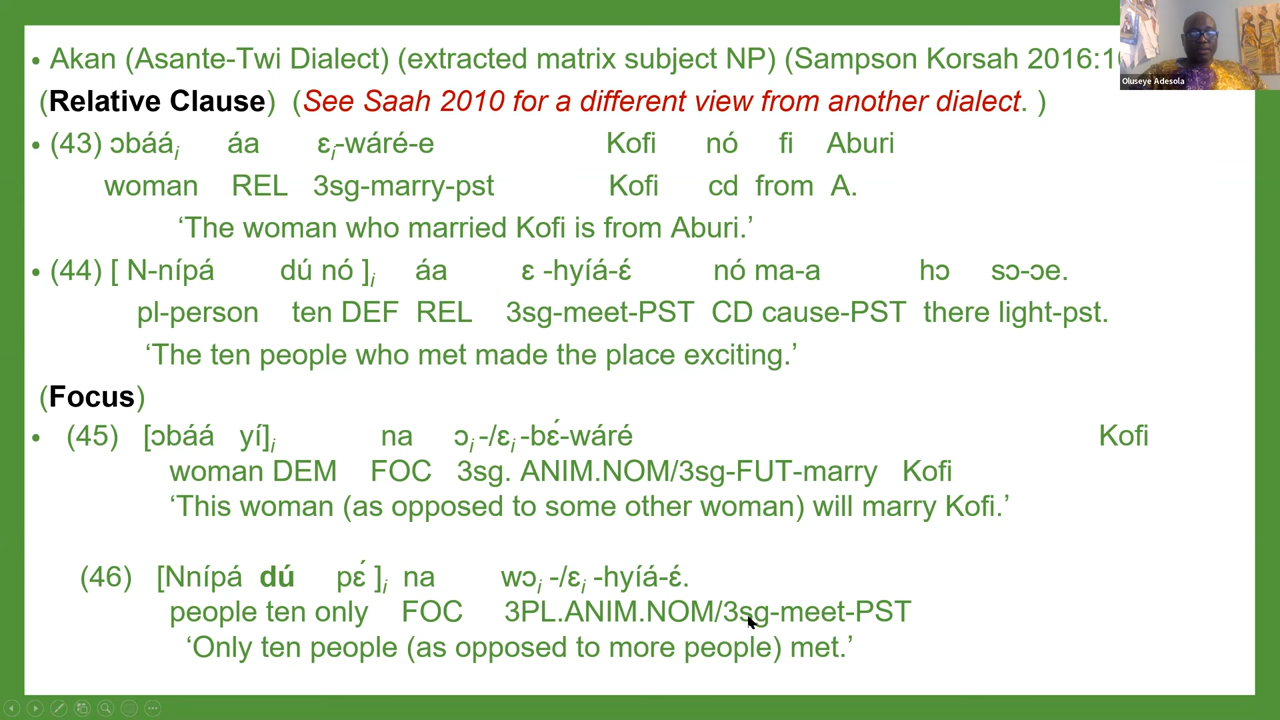 • Akan (Asante-Twi Dialect) (extracted matrix subject NP) (Sampson Korsah 2016:1
(Relative Clause) (See Saah 2010 for a different view from another dialect. )
• (43) ɔbáái áa ɛi-wáré-e Kofi nó fi Aburi
woman REL 3sg-marry-pst Kofi cd from A.
‘The woman who married Kofi is from Aburi.’
• (44) [ N-nípá dú nó ]i áa ɛ -hyíá-ɛ́ nó ma-a hɔ sɔ-ɔe.
pl-person ten DEF REL 3sg-meet-PST CD cause-PST there light-pst.
‘The ten people who met made the place exciting.’
(Focus)
• (45) [ɔbáá yí]i na ɔi -/ɛi -bɛ́-wáré Kofi
woman DEM FOC 3sg. ANIM.NOM/3sg-FUT-marry Kofi
‘This woman (as opposed to some other woman) will marry Kofi.’
(46) [Nnípá dú pɛ́ ]i na wɔi -/ɛi -hyíá-ɛ́.
people ten only FOC 3PL.ANIM.NOM/3sg-meet-PST
‘Only ten people (as opposed to more people) met.’
Oluseye Adesola